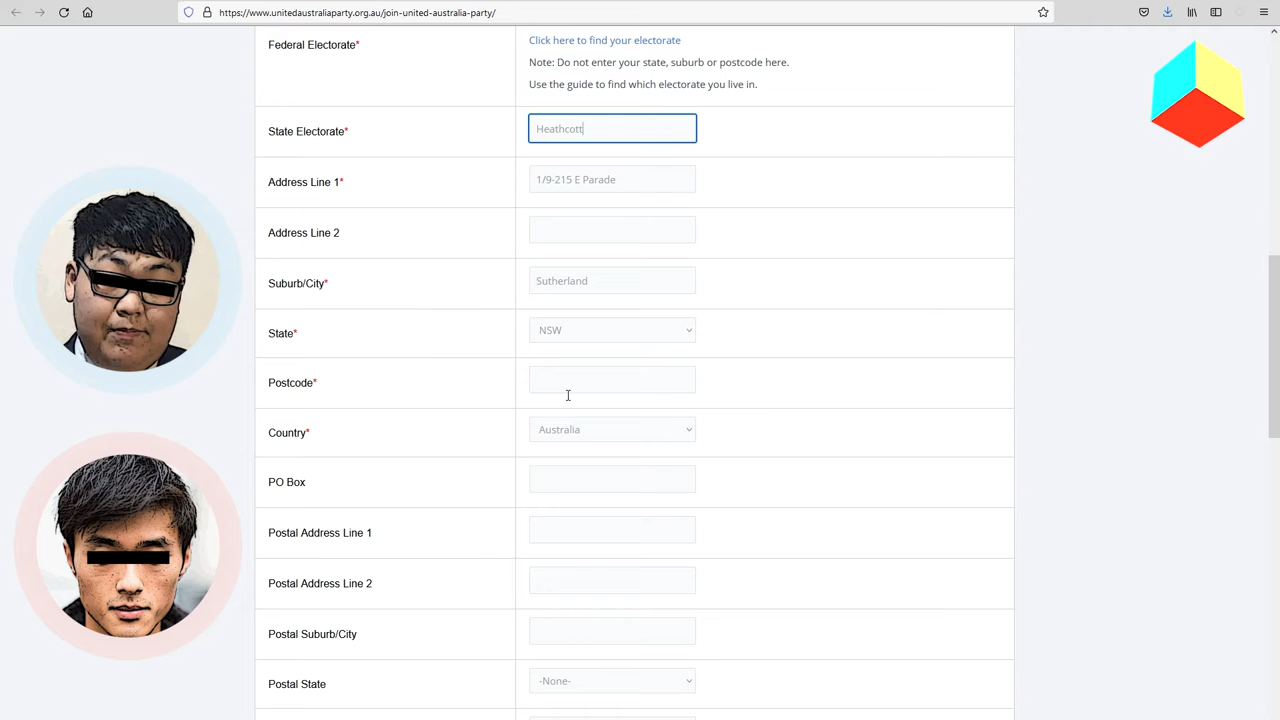 https://www.unitedaustraliaparty.org.au/join-united-australia-party/
Federal Electorate*
Click here to find your electorate
Note: Do not enter your state, suburb or postcode here.
Use the guide to find which electorate you live in.
State Electorate*
Heathcott
Address Line 1*
1/9-215 E Parade
Address Line 2
Suburb/City*
Sutherland
State*
NSW
Postcode*
Country*
Australia
PO Box
Postal Address Line 1
Postal Address Line 2
Postal Suburb/City
Postal State
-None-